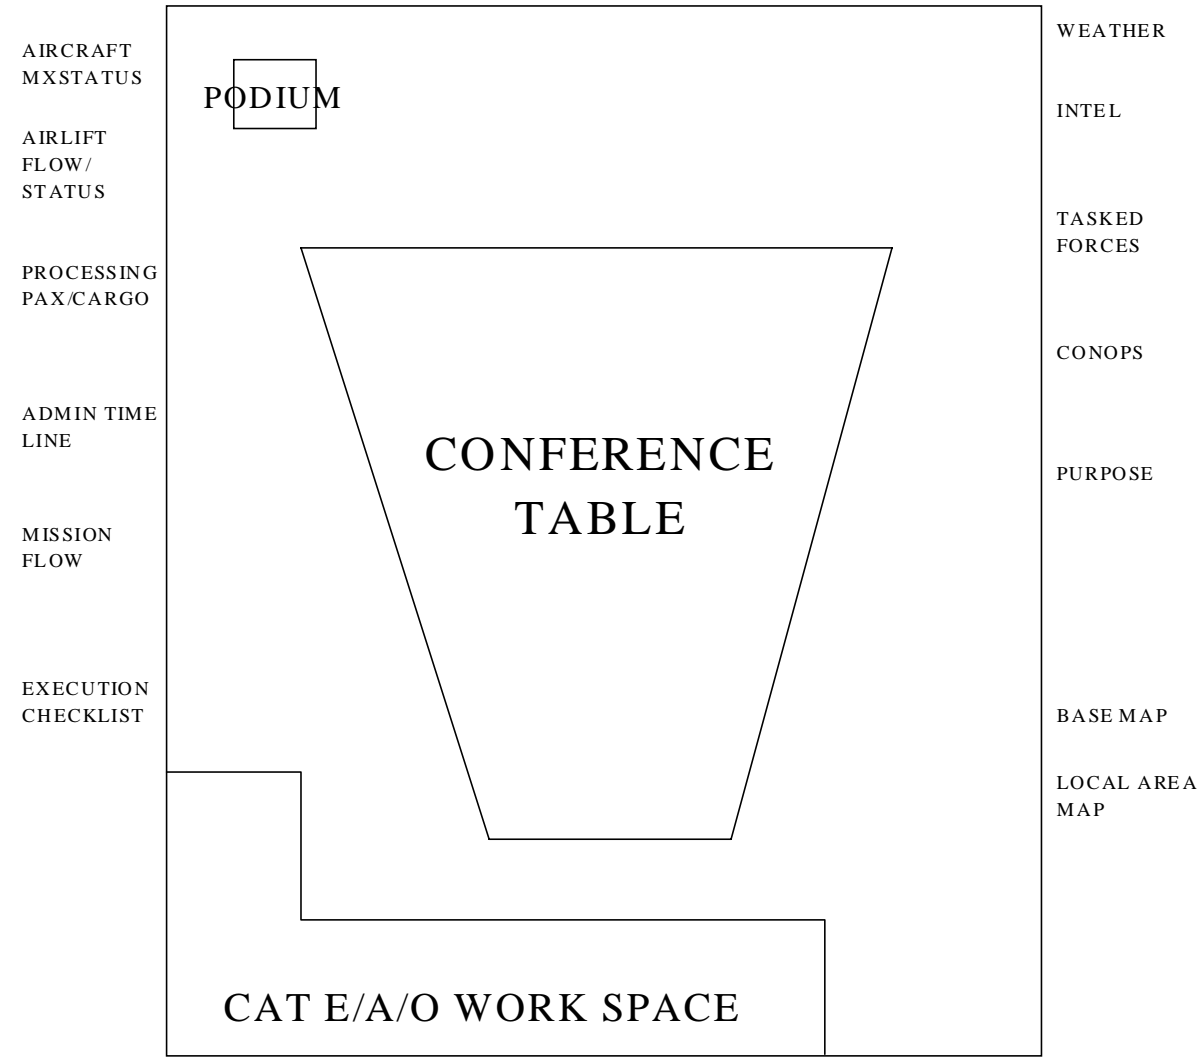 AIRCRAFT
MXSTATUS
AIRLIFT
FLOW/
STATUS
PROCESSING
PAX/CARGO
ADMIN TIME
LINE
MISSION
FLOW
EXECUTION
CHECKLIST
PODIUM
CONFERENCE
TABLE
CAT E/A/O WORK SPACE
WEATHER
INTEL
TASKED
FORCES
CONOPS
PURPOSE
BASE MAP
LOCAL AREA
MAP